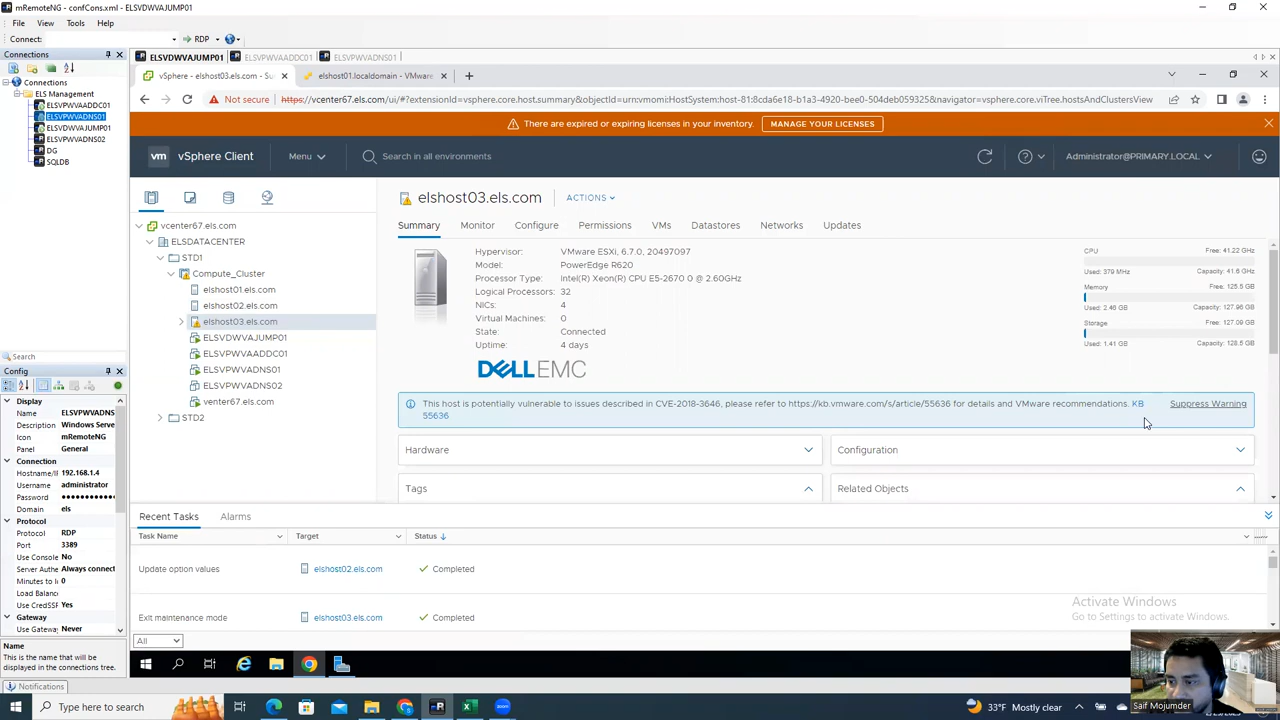 mRemoteNG - confCons.xml - ELSVDWVAJUMP01
File View Tools Help
Connect: RDP
Connections
Connections
ELS Management
ELSVPWVAADDC01
ELSVPWVADNS01
ELSVDWVAJUMP01
ELSVPWVADNS02
DG
SQLDB
Search
Config
Display
Name ELSVPWVADNS
Description Windows Serve
Icon mRemoteNG
Panel General
Connection
Hostname/IP 192.168.1.4
Username administrator
Password ••••••••••••
Domain els
Protocol
Protocol RDP
Port 3389
Use Console No
Server Authe Always connect
Minutes to Id 0
Load Balance
Use CredSSP Yes
Gateway
Use Gateway Never
Name
This is the name that will be
displayed in the connections tree.
Notifications
ELSVDWVAJUMP01 ELSVPWVAADDC01 ELSVPWVADNS01
vSphere - elshost03.els.com - Su elshost01.localdomain - VMware
Not secure https://vcenter67.els.com/ui/#?extensionId=vsphere.core.host.summary&objectId=urn:vmomi:HostSystem:host-81:8cda6e18-b1a3-4920-bee0-504deb059325&navigator=vsphere.core.viTree.hostsAndClustersView
There are expired or expiring licenses in your inventory. MANAGE YOUR LICENSES
vm vSphere Client Menu Search in all environments Administrator@PRIMARY.LOCAL
vcenter67.els.com
ELSDATACENTER
STD1
Compute_Cluster
elshost01.els.com
elshost02.els.com
elshost03.els.com
ELSVDWVAJUMP01
ELSVPWVAADDC01
ELSVPWVADNS01
ELSVPWVADNS02
venter67.els.com
STD2
elshost03.els.com ACTIONS
Summary Monitor Configure Permissions VMs Datastores Networks Updates
Hypervisor: VMware ESXi, 6.7.0, 20497097
Model: PowerEdge R620
Processor Type: Intel(R) Xeon(R) CPU E5-2670 0 @ 2.60GHz
Logical Processors: 32
NICs: 4
Virtual Machines: 0
State: Connected
Uptime: 4 days
DELLEMC
CPU Free: 41.22 GHz
Used: 379 MHz Capacity: 41.6 GHz
Memory Free: 125.5 GB
Used: 2.46 GB Capacity: 127.96 GB
Storage Free: 127.09 GB
Used: 1.41 GB Capacity: 128.5 GB
This host is potentially vulnerable to issues described in CVE-2018-3646, please refer to https://kb.vmware.com/s/article/55636 for details and VMware recommendations. KB
55636
Suppress Warning
Hardware Configuration
Tags Related Objects
Recent Tasks Alarms
Task Name Target Status
Update option values elshost02.els.com Completed
Exit maintenance mode elshost03.els.com Completed
All
Activate Windows
Go to Settings to activate Windows.
Type here to search
33°F Mostly clear
Saif Mojumder